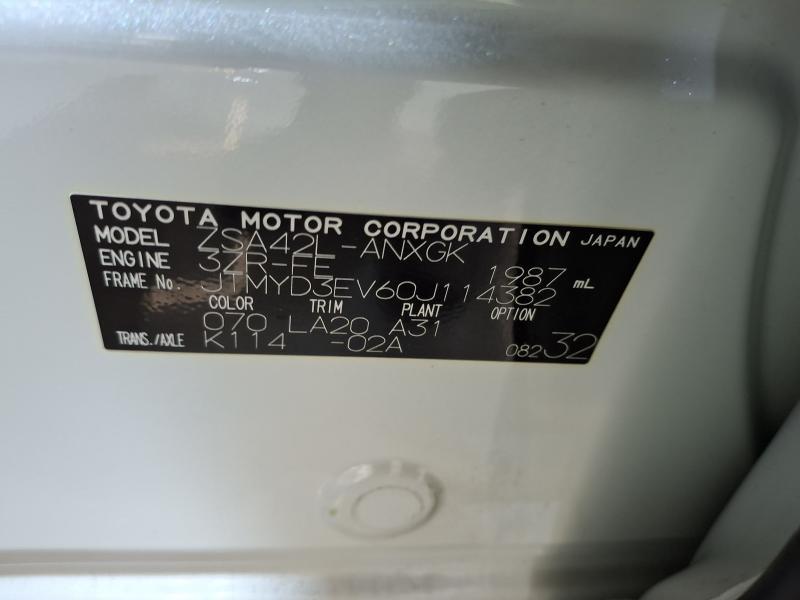 TOYOTA MOTOR CORPORATION JAPAN
MODEL ZSA42L-ANXGK
ENGINE 3ZR-FE 1987 mL
FRAME No: JTMYD3EV60J114382
COLOR TRIM PLANT OPTION
070 LA20 A31
TRANS./AXLE K114 -02A 08232